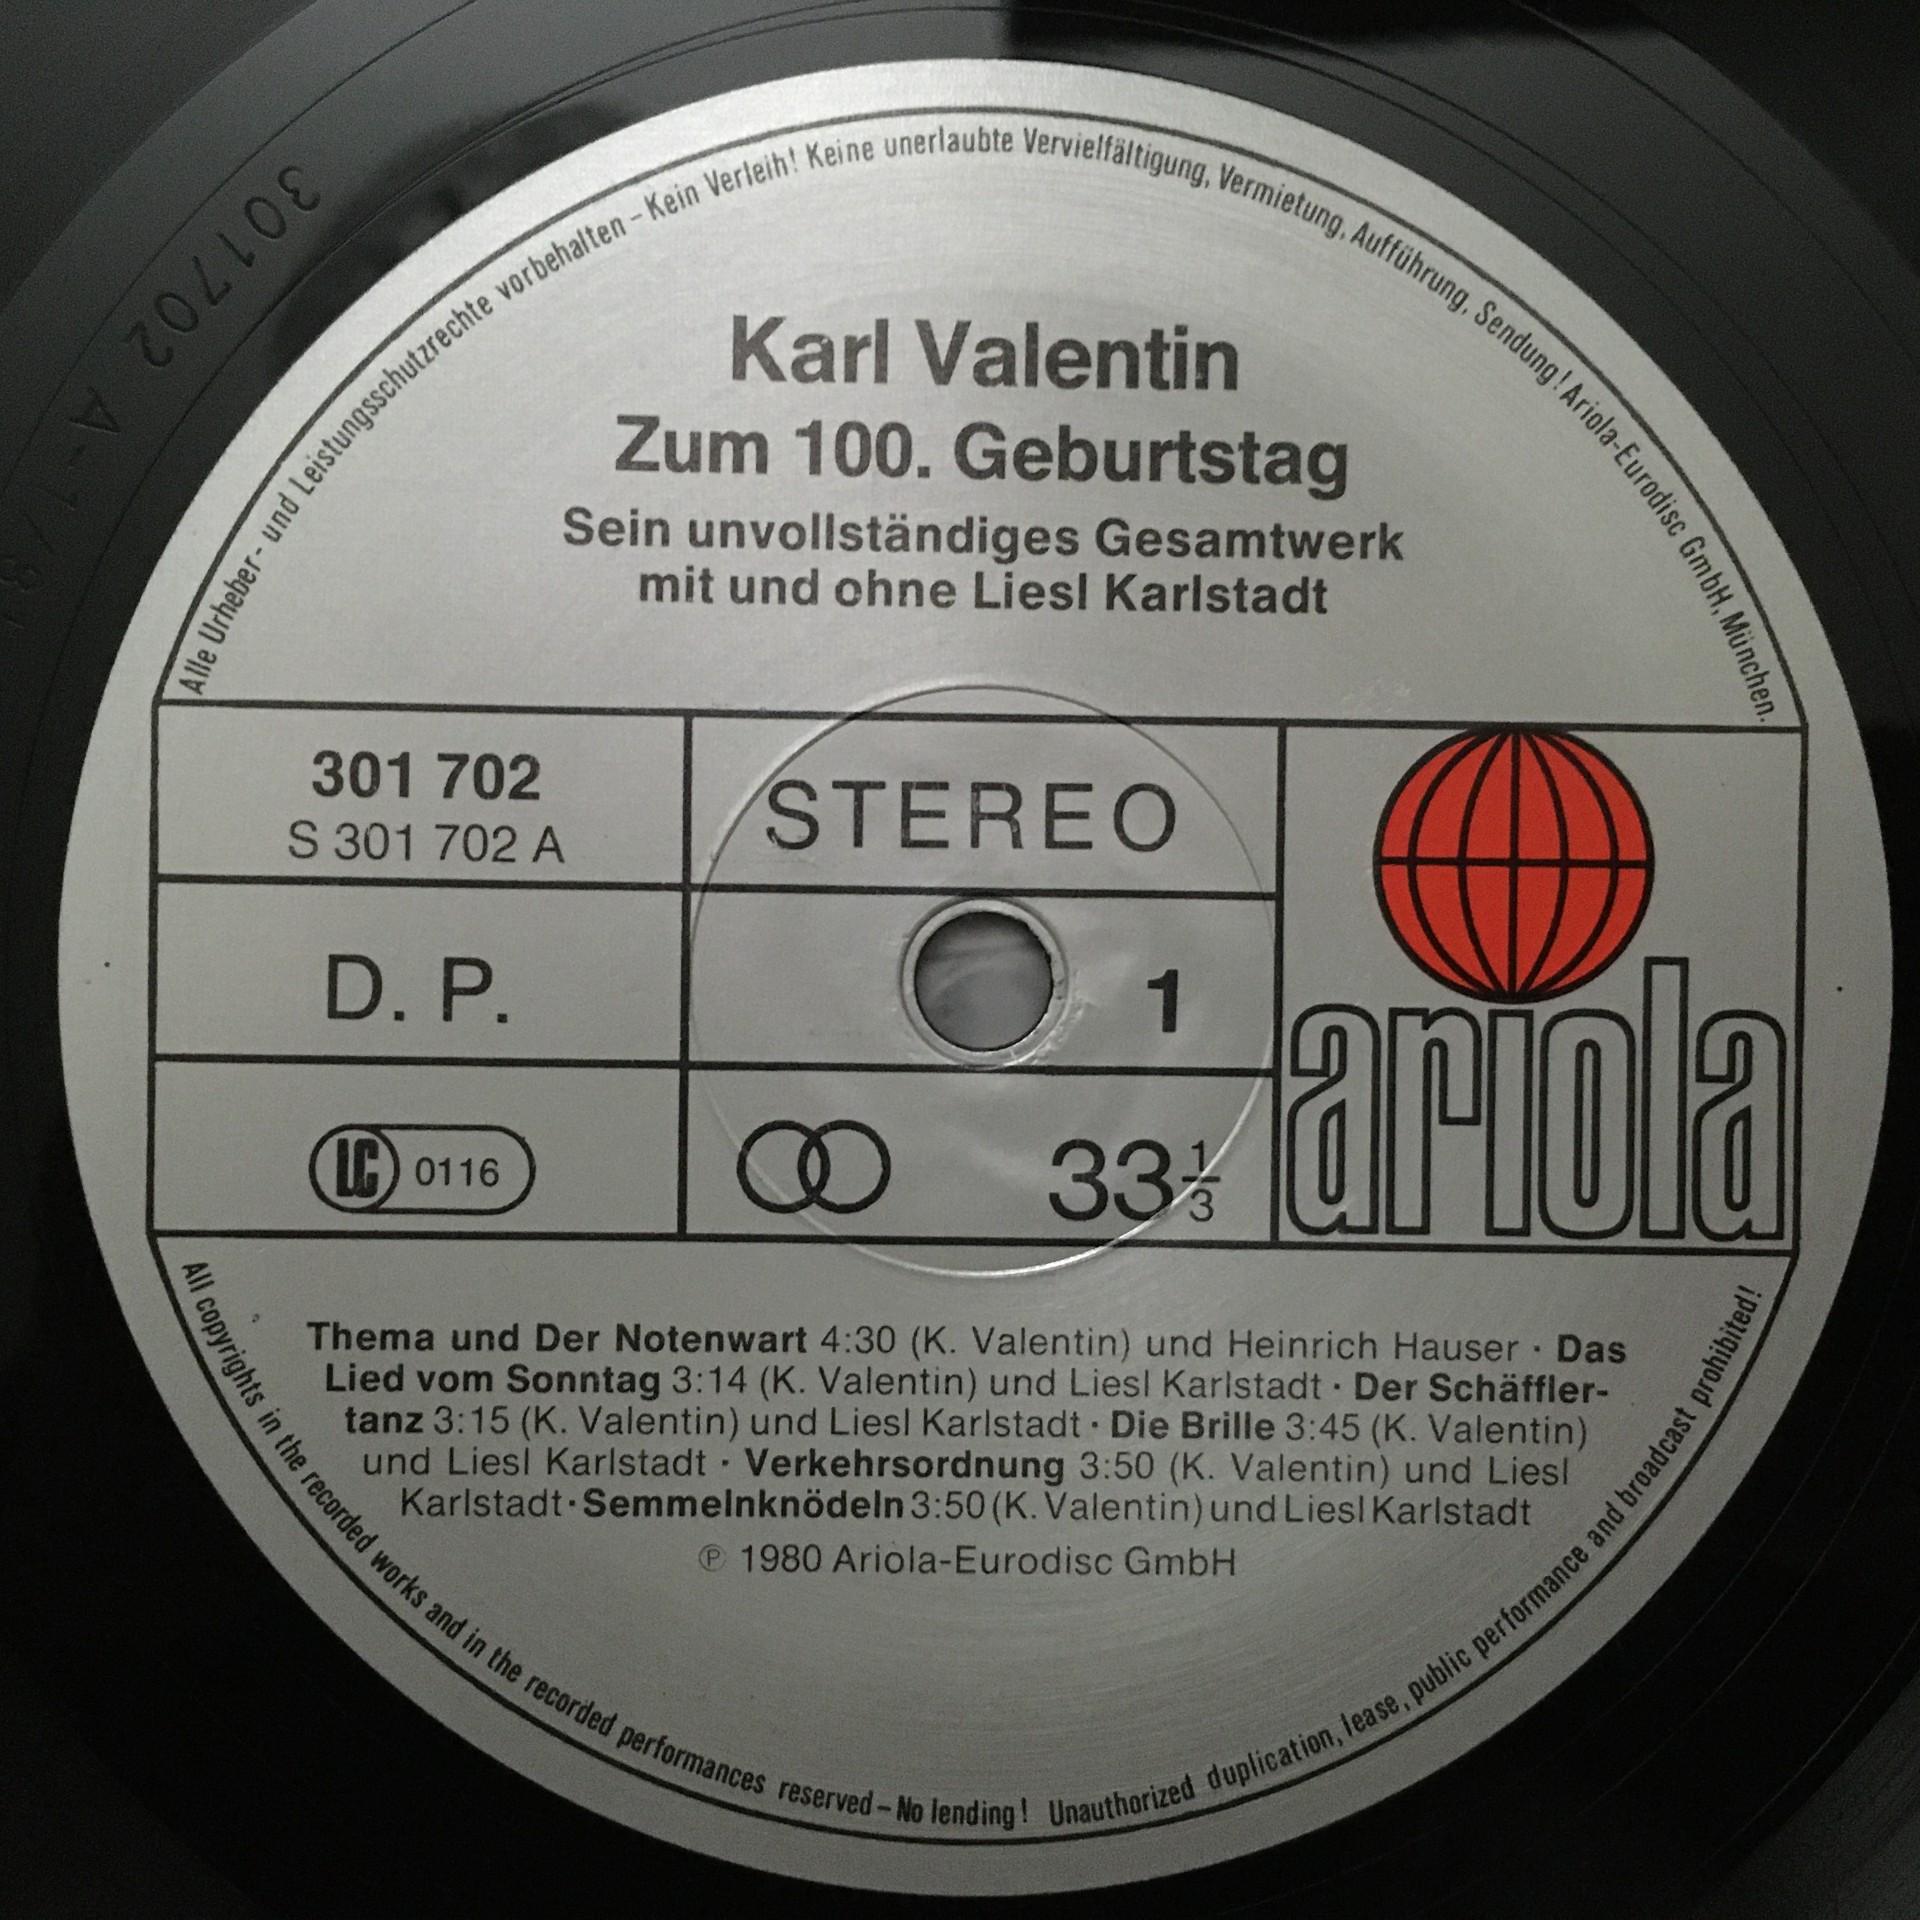 Alle Urheber- und Leistungsschutzrechte vorbehalten – Kein Verleih! Keine unerlaubte Vervielfältigung, Vermietung, Aufführung, Sendung! Ariola-Eurodisc GmbH, München.
Karl Valentin
Zum 100. Geburtstag
Sein unvollständiges Gesamtwerk
mit und ohne Liesl Karlstadt
301 702
S 301 702 A
STEREO
D. P.
1
LC 0116
33 1/3
ariola
Thema und Der Notenwart 4:30 (K. Valentin) und Heinrich Hauser · Das
Lied vom Sonntag 3:14 (K. Valentin) und Liesl Karlstadt · Der Schäffler-
tanz 3:15 (K. Valentin) und Liesl Karlstadt · Die Brille 3:45 (K. Valentin)
und Liesl Karlstadt · Verkehrsordnung 3:50 (K. Valentin) und Liesl
Karlstadt · Semmelnknödeln 3:50 (K. Valentin) und Liesl Karlstadt
℗ 1980 Ariola-Eurodisc GmbH
All copyrights in the recorded works and in the recorded performances reserved – No lending! Unauthorized duplication, lease, public performance and broadcast prohibited!
301702 A-1/